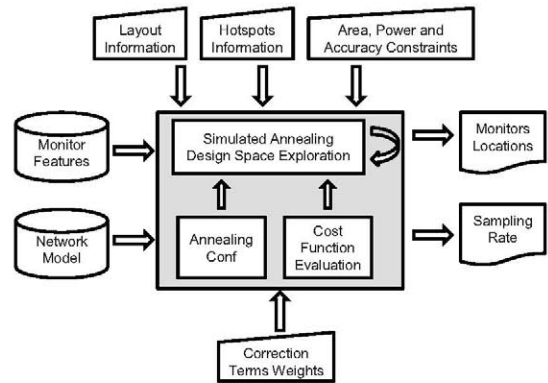 Layout
Information
Hotspots
Information
Area, Power and
Accuracy Constraints
Monitor
Features
Simulated Annealing
Design Space Exploration
Monitors
Locations
Network
Model
Annealing
Conf
Cost
Function
Evaluation
Sampling
Rate
Correction
Terms Weights